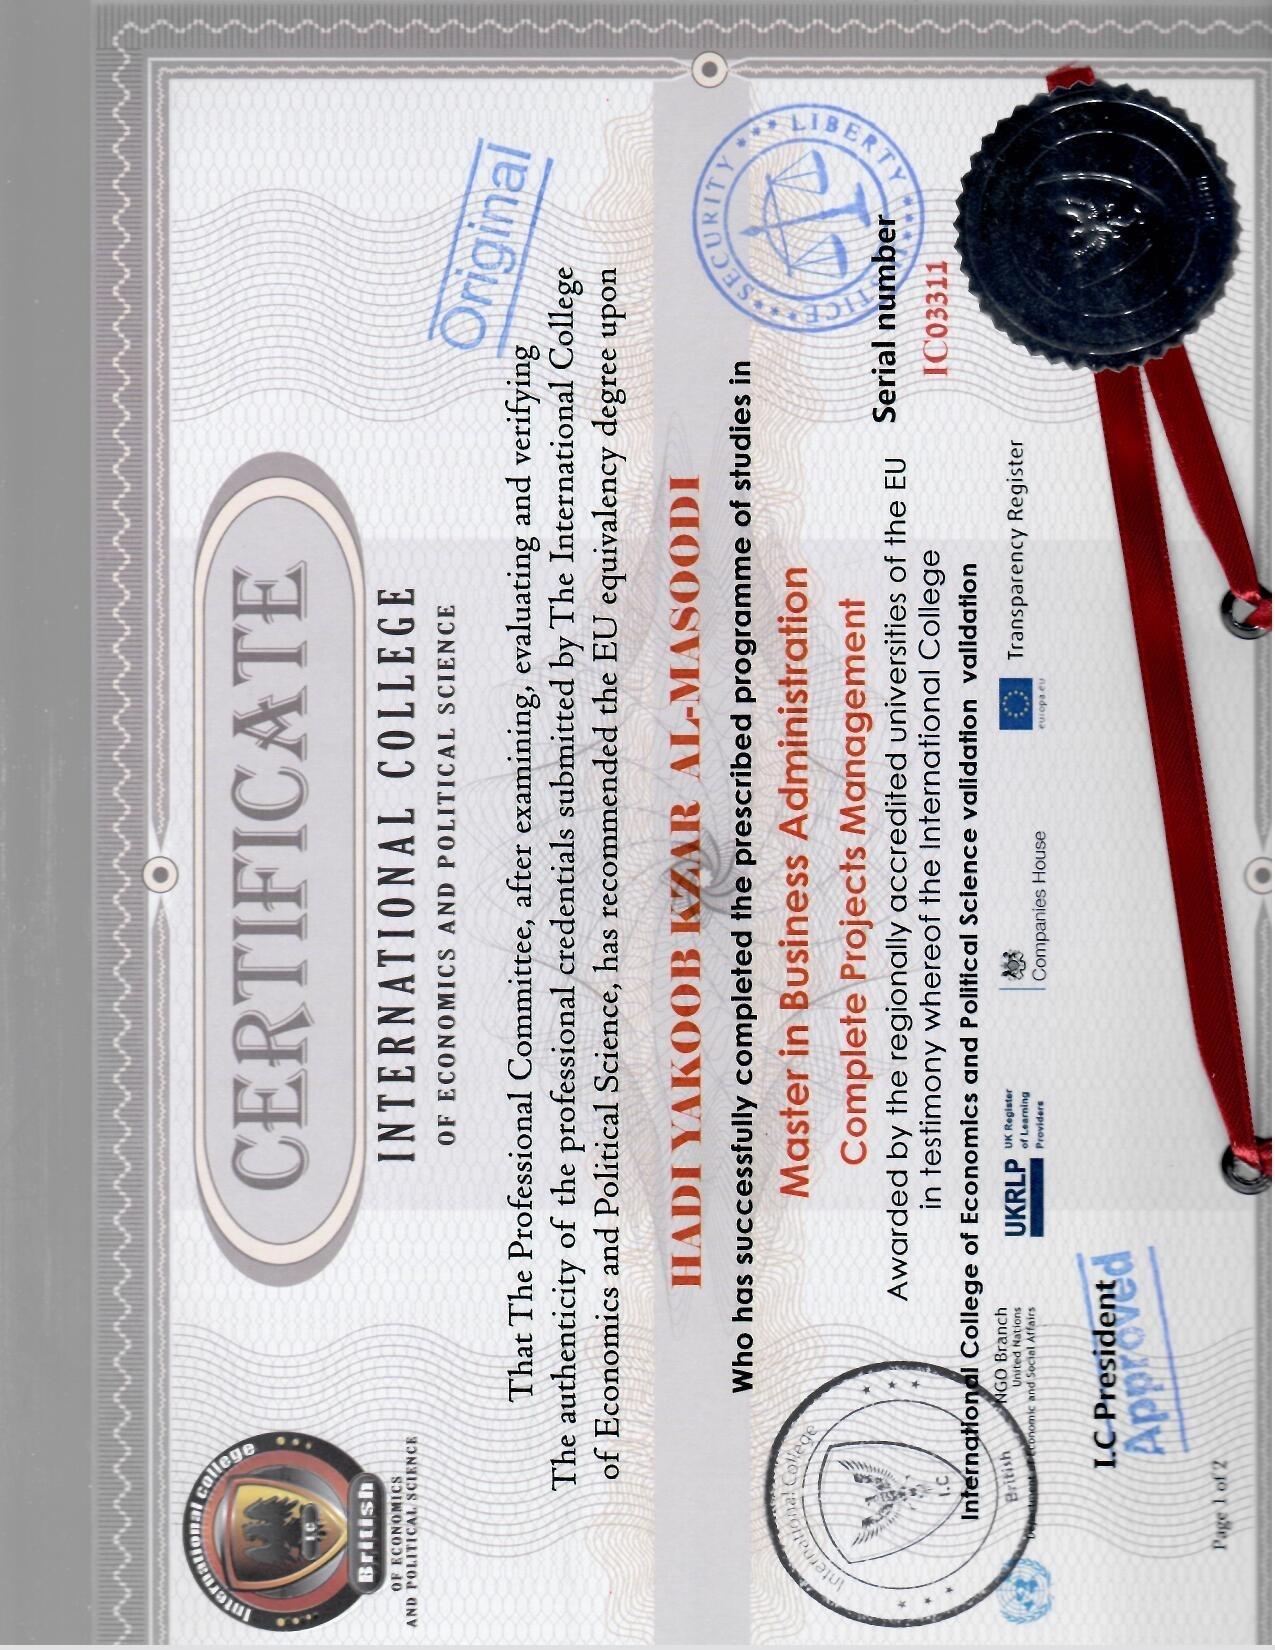 International college
I.C
British
OF ECONOMICS
AND POLITICAL SCIENCE
CERTIFICATE
INTERNATIONAL COLLEGE
OF ECONOMICS AND POLITICAL SCIENCE
Original
That The Professional Committee, after examining, evaluating and verifying
The authenticity of the professional credentials submitted by The International College
of Economics and Political Science, has recommended the EU equivalency degree upon
HADI YAKOOB KZAR AL-MASOODI
Who has successfully completed the prescribed programme of studies in
Master in Business Administration
Complete Projects Management
Awarded by the regionally accredited universities of the EU
in testimony whereof the International College
International College of Economics and Political Science validation validation
SECURITY LIBERTY JUSTICE
Serial number
IC03311
International College
I.C
British
NGO Branch
United Nations
Department of Economic and Social Affairs
UKRLP
UK Register
of Learning
Providers
Companies House
europa.eu
Transparency Register
I.C President
Approved
Page 1 of 2